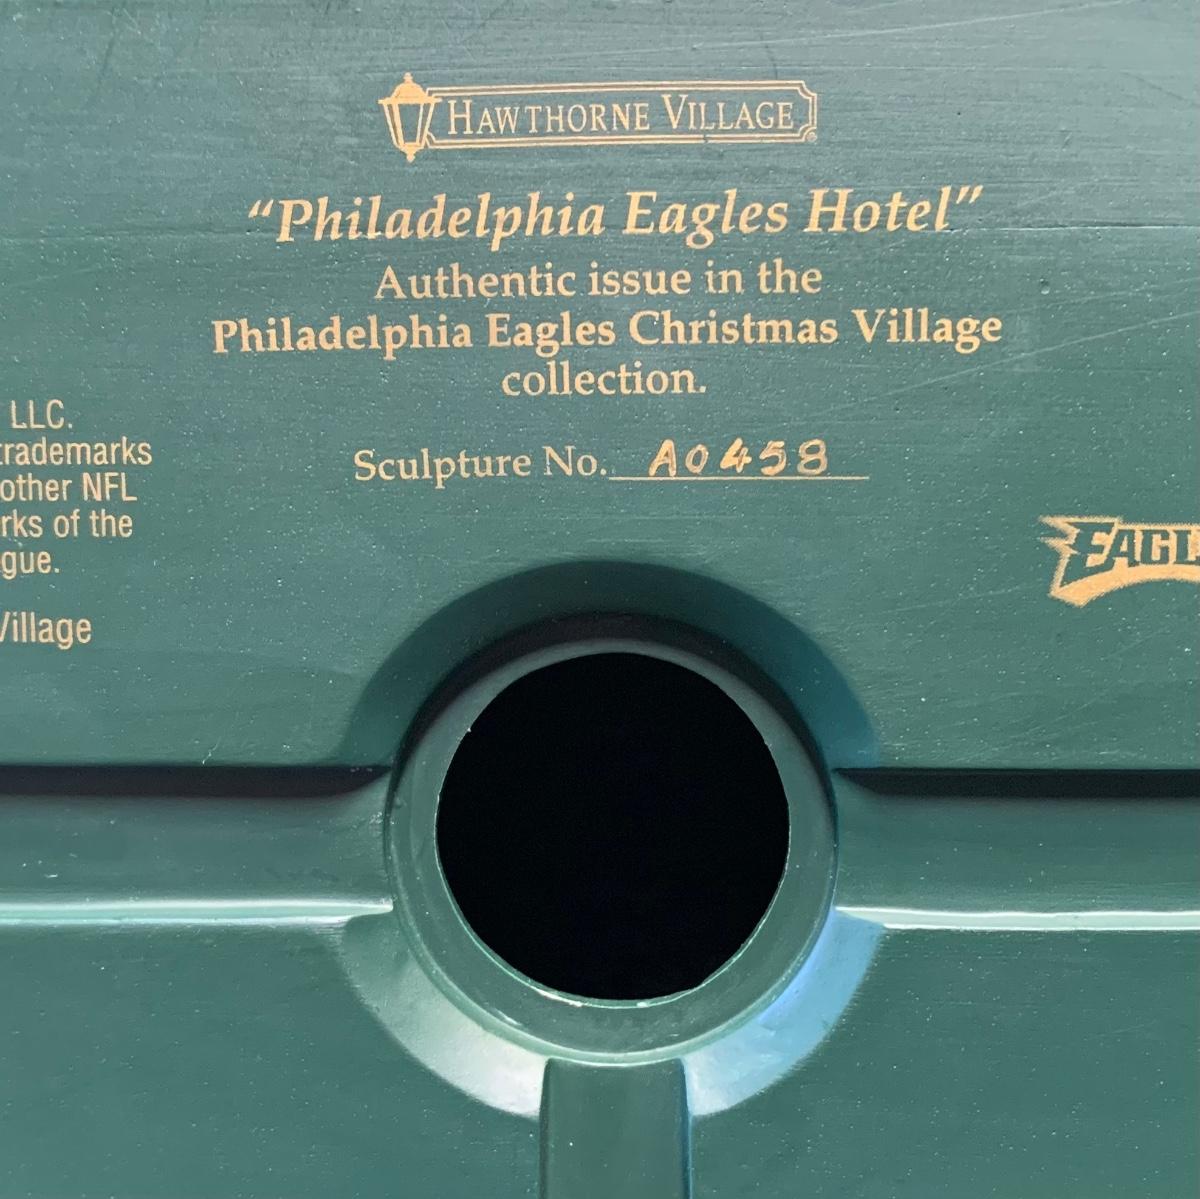 HAWTHORNE VILLAGE
“Philadelphia Eagles Hotel”
Authentic issue in the
Philadelphia Eagles Christmas Village
collection.
Sculpture No. A0458
LLC.
trademarks
other NFL
rks of the
gue.
Village
EAGL